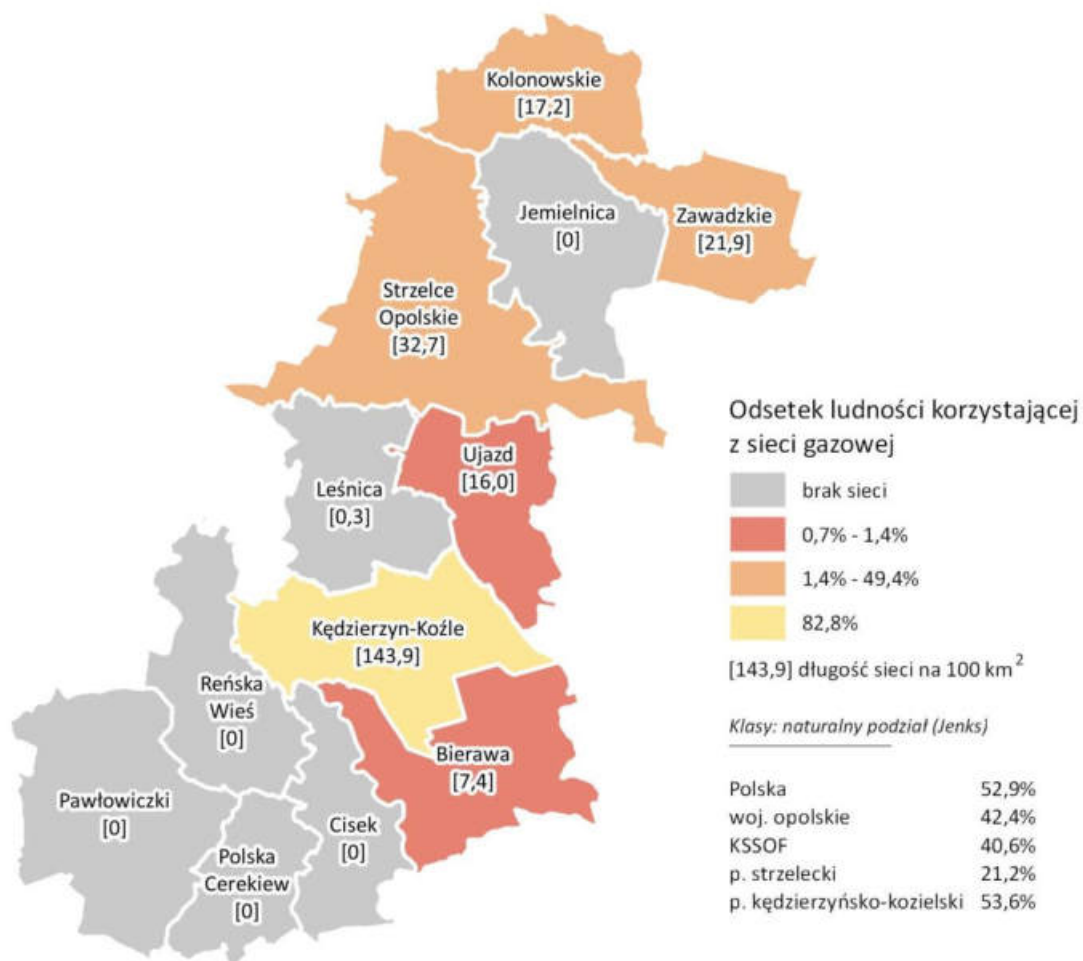 Kolonowskie
[17,2]
Jemielnica
[0]
Zawadzkie
[21,9]
Strzelce
Opolskie
[32,7]
Ujazd
[16,0]
Leśnica
[0,3]
Kędzierzyn-Koźle
[143,9]
Reńska
Wieś
[0]
Bierawa
[7,4]
Pawłowiczki
[0]
Cisek
[0]
Polska
Cerekiew
[0]
Odsetek ludności korzystającej
z sieci gazowej
brak sieci
0,7% - 1,4%
1,4% - 49,4%
82,8%
[143,9] długość sieci na 100 km²
Klasy: naturalny podział (Jenks)
Polska 52,9%
woj. opolskie 42,4%
KSSOF 40,6%
p. strzelecki 21,2%
p. kędzierzyńsko-kozielski 53,6%